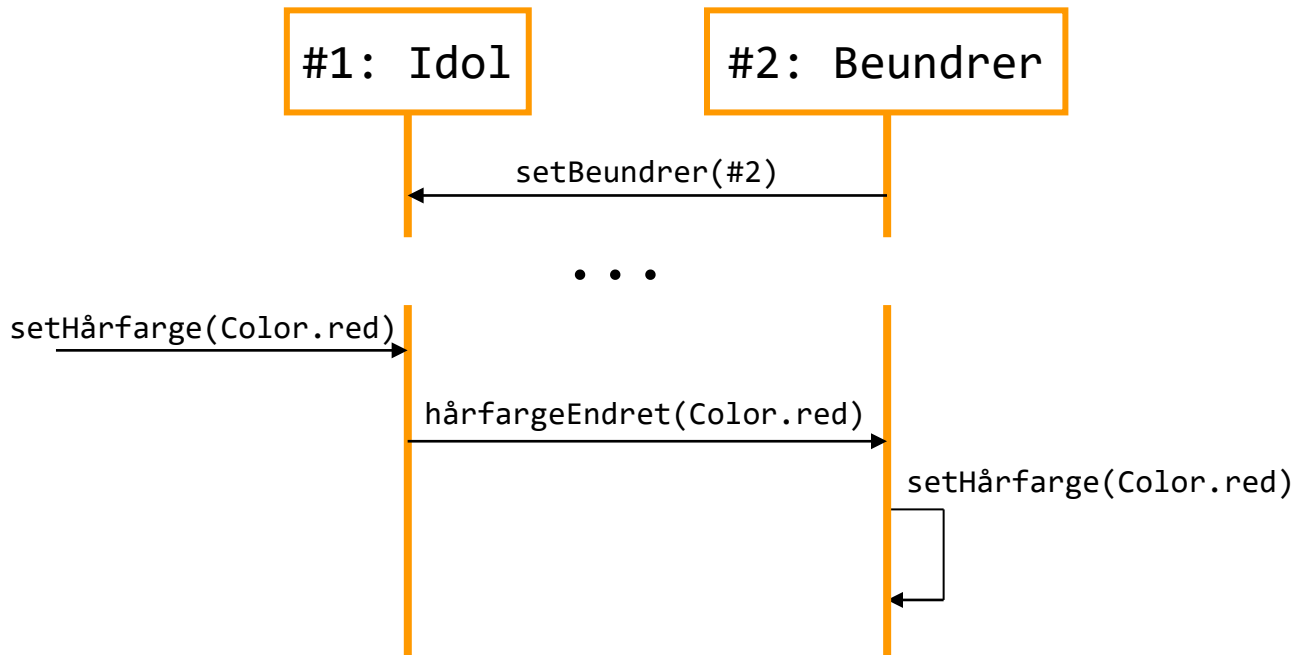 #1: Idol
#2: Beundrer
setBeundrer(#2)
...
setHårfarge(Color.red)
hårfargeEndret(Color.red)
setHårfarge(Color.red)